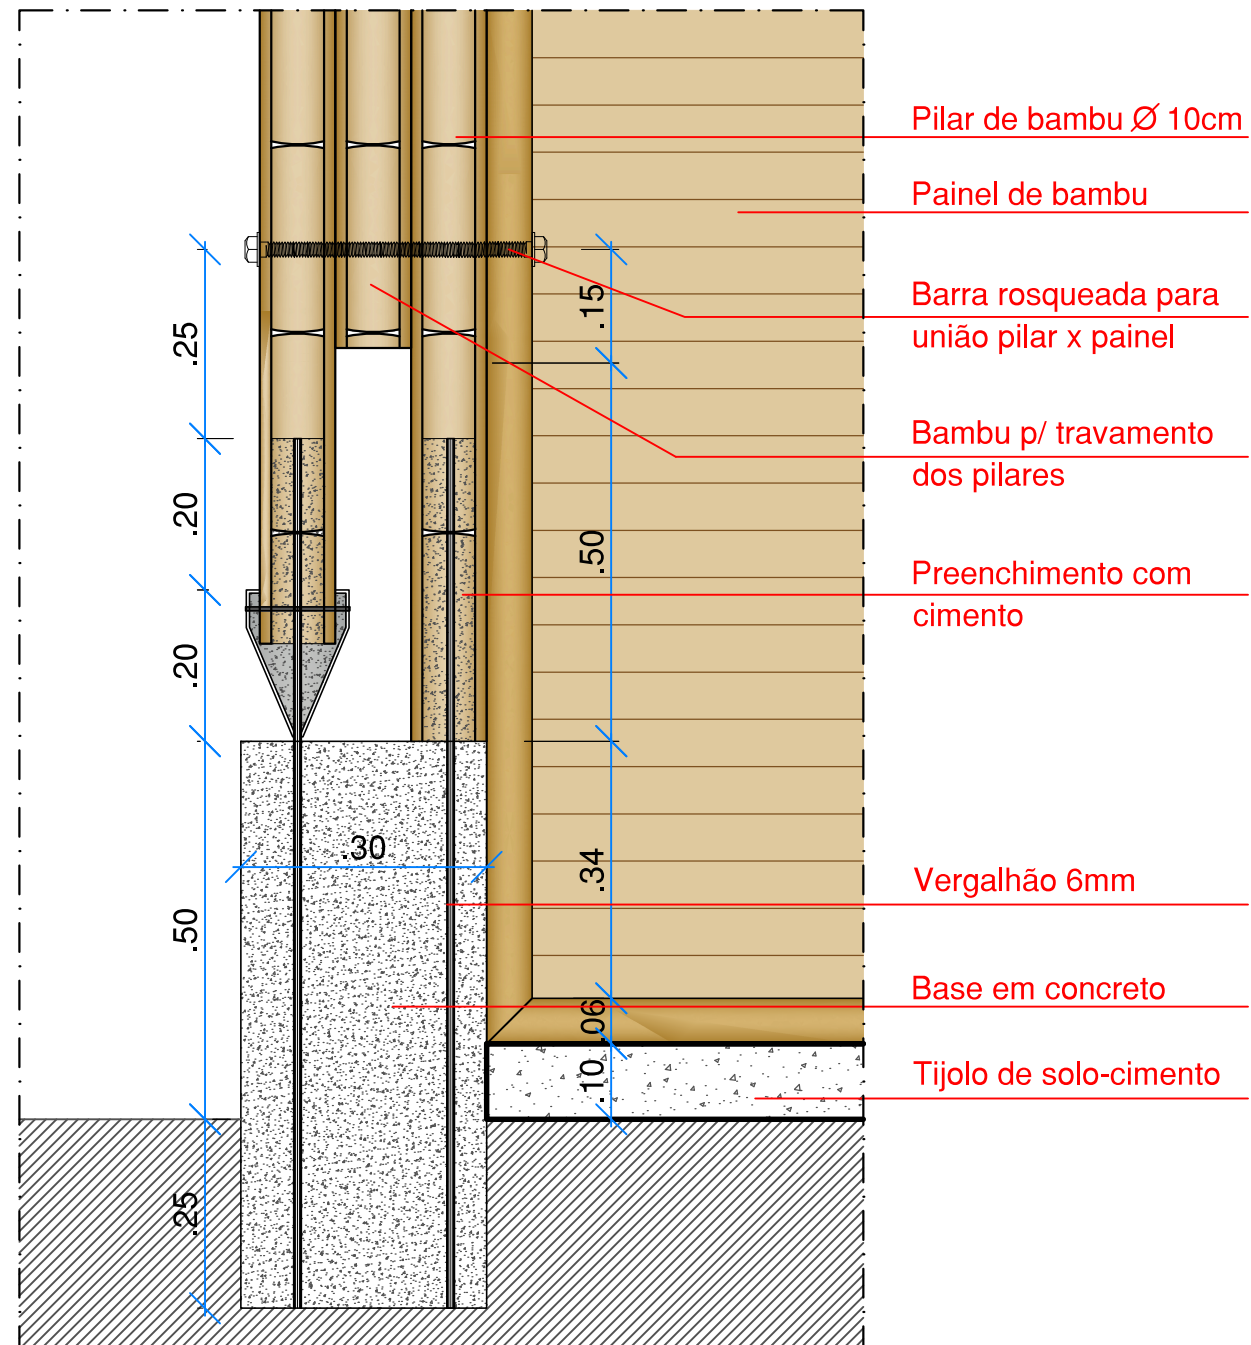 Pilar de bambu Ø 10cm
Painel de bambu
Barra rosqueada para
união pilar x painel
Bambu p/ travamento
dos pilares
Preenchimento com
cimento
Vergalhão 6mm
Base em concreto
Tijolo de solo-cimento
.25
.20
.20
.50
.25
.30
.15
.50
.34
.06
.10